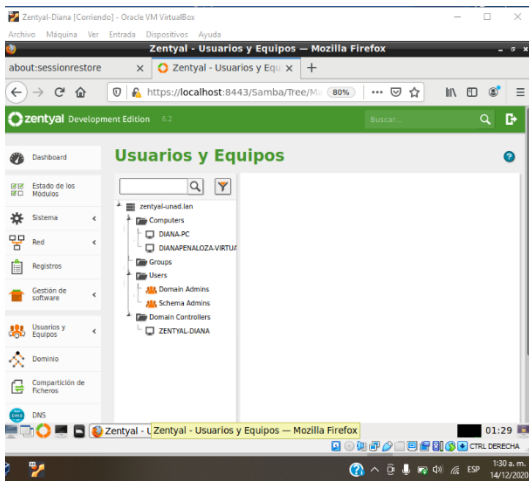 Zentyal-Diana [Corriendo] - Oracle VM VirtualBox
Archivo Máquina Ver Entrada Dispositivos Ayuda
Zentyal - Usuarios y Equipos — Mozilla Firefox
about:sessionrestore
Zentyal - Usuarios y Equ
https://localhost:8443/Samba/Tree/Ma 80%
zentyal Development Edition 6.2 Buscar...
Usuarios y Equipos
Dashboard
Estado de los
Módulos
Sistema
Red
Registros
Gestión de
software
Usuarios y
Equipos
Dominio
Compartición de
Ficheros
DNS
zentyal-unad.lan
Computers
DIANA-PC
DIANAPENALOZA-VIRTUA
Groups
Users
Domain Admins
Schema Admins
Domain Controllers
ZENTYAL-DIANA
Zentyal - U
Zentyal - Usuarios y Equipos — Mozilla Firefox
01:29
CTRL DERECHA
ESP
1:30 a. m.
14/12/2020